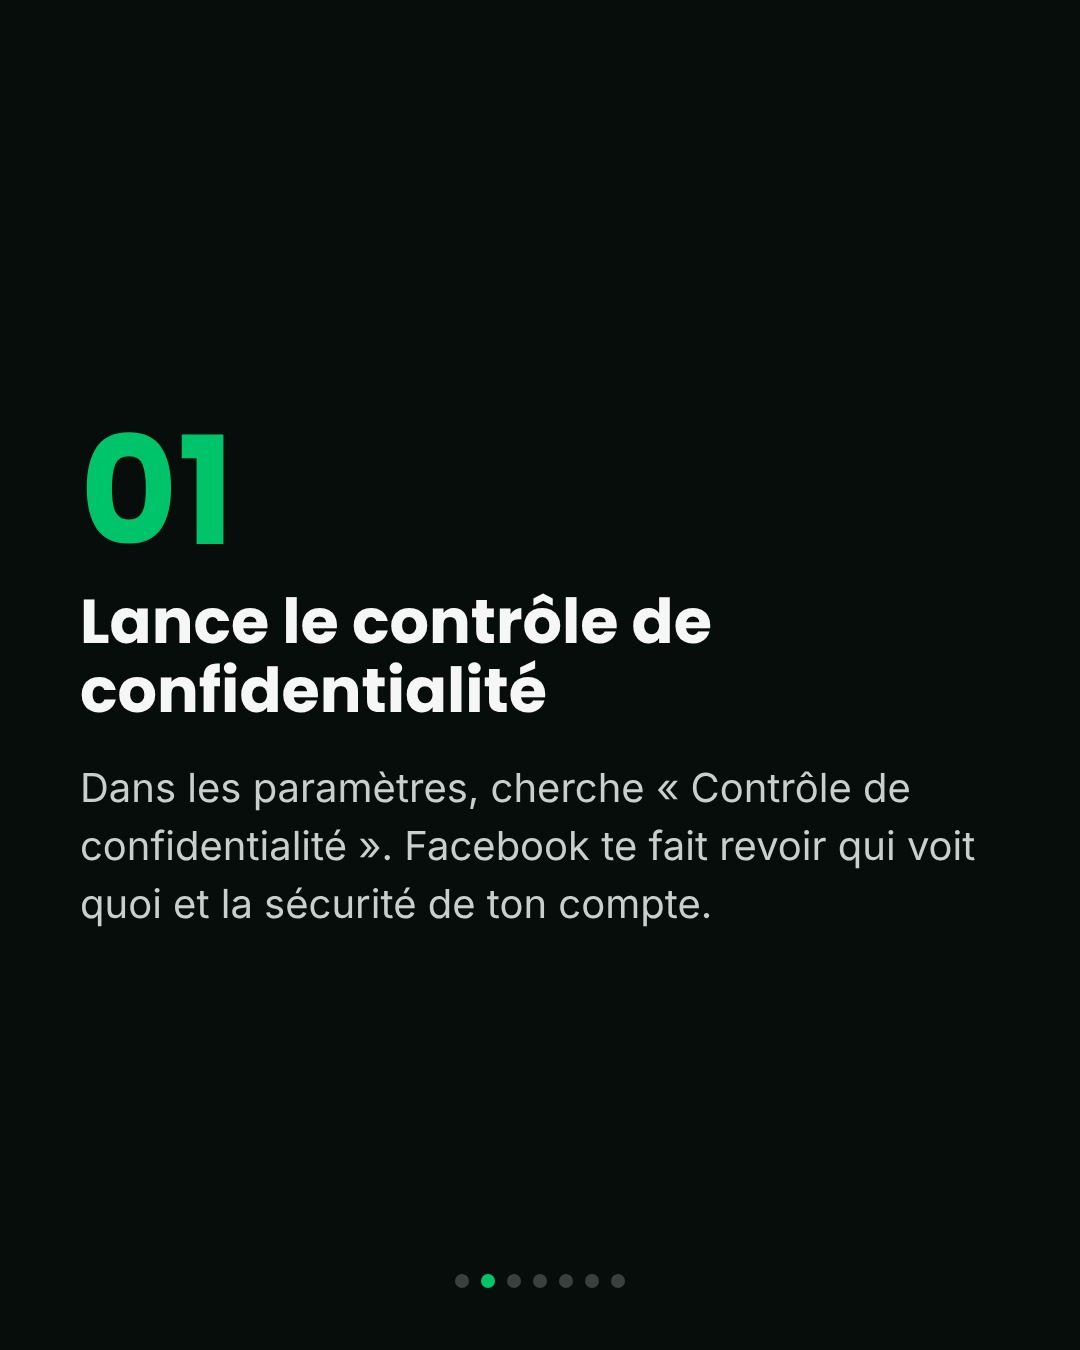 01
Lance le contrôle de
confidentialité
Dans les paramètres, cherche « Contrôle de
confidentialité ». Facebook te fait revoir qui voit
quoi et la sécurité de ton compte.